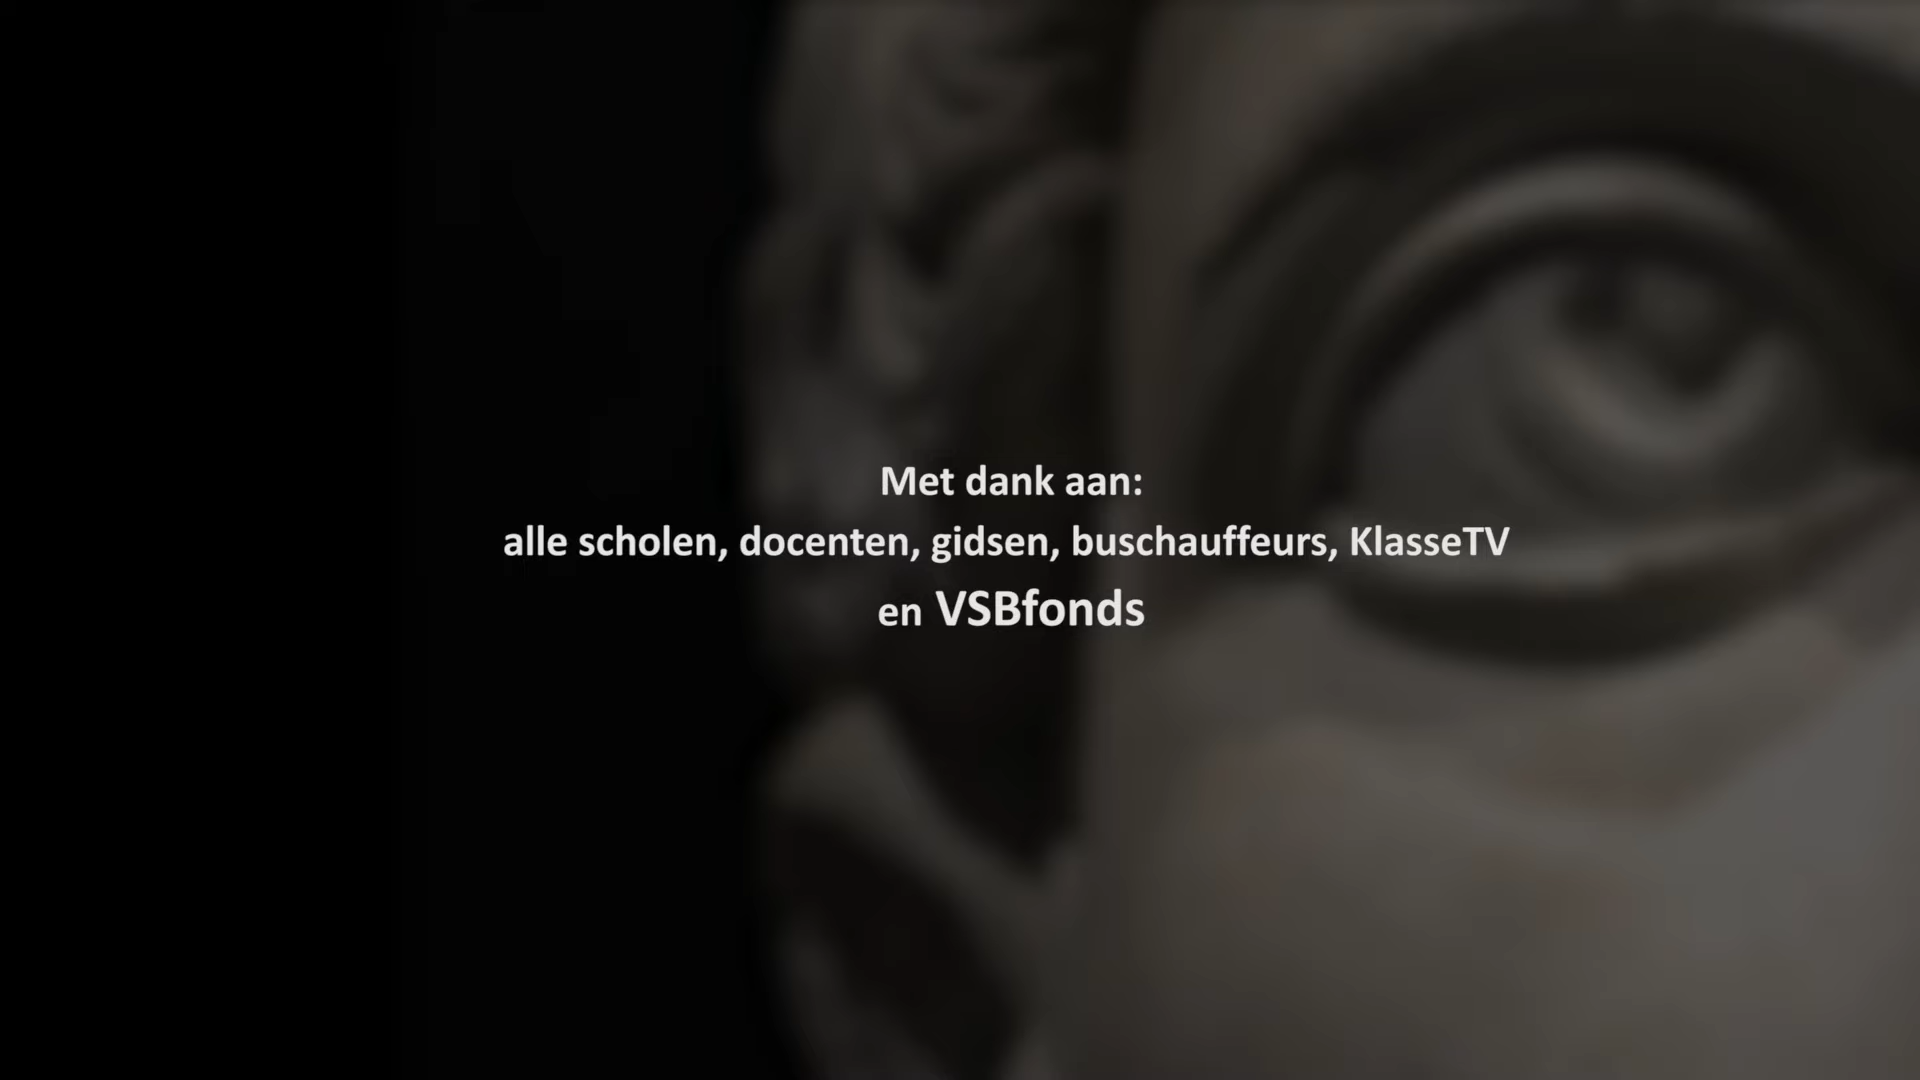 Met dank aan:
alle scholen, docenten, gidsen, buschauffeurs, KlasseTV
en VSBfonds